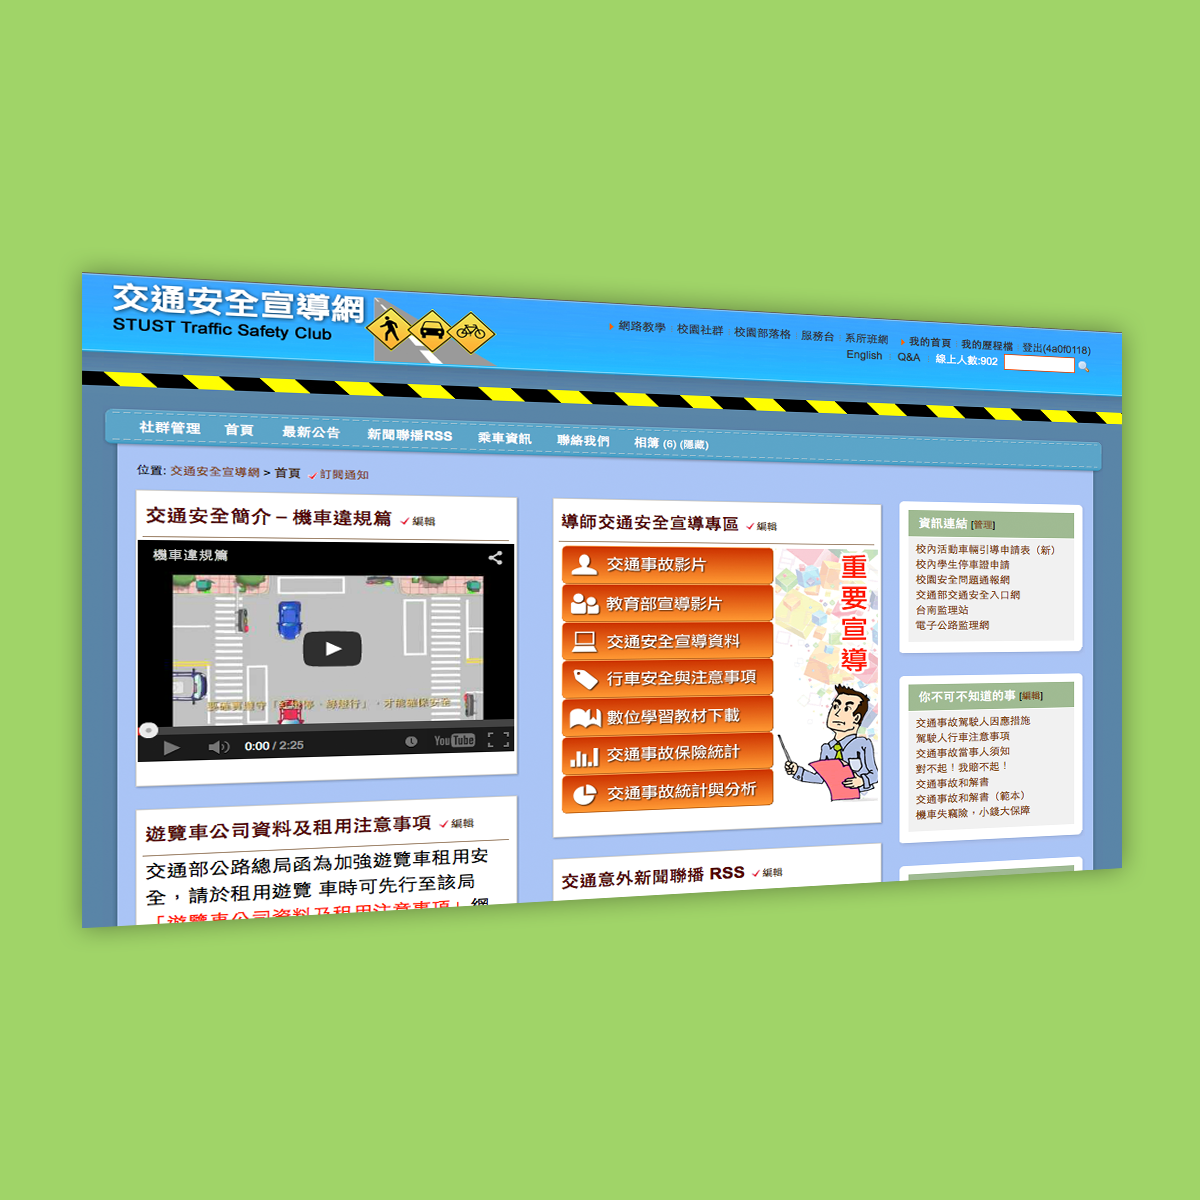 交通安全宣導網
STUST Traffic Safety Club
網路教學 校園社群 校園部落格 服務台 系所班網 我的首頁 我的歷程檔 登出(4a0f0118)
English Q&A 線上人數:902
社群管理 首頁 最新公告 新聞聯播RSS 乘車資訊 聯絡我們 相簿 (6) (隱藏)
位置: 交通安全宣導網 > 首頁 訂閱通知
交通安全簡介 – 機車違規篇 編輯
機車違規篇
「紅燈停、綠燈行」，才能確保安全
0:00 / 2:25
YouTube
遊覽車公司資料及租用注意事項 編輯
交通部公路總局函為加強遊覽車租用安
全，請於租用遊覽 車時可先行至該局
「遊覽車公司資料及租用注意事項」網
導師交通安全宣導專區 編輯
交通事故影片
教育部宣導影片
交通安全宣導資料
行車安全與注意事項
數位學習教材下載
交通事故保險統計
交通事故統計與分析
重要宣導
交通意外新聞聯播 RSS 編輯
資訊連結 [管理]
校內活動車輛引導申請表（新）
校內學生停車證申請
校園安全問題通報網
交通部交通安全入口網
台南監理站
電子公路監理網
你不可不知道的事 [編輯]
交通事故駕駛人因應措施
駕駛人行車注意事項
交通事故當事人須知
對不起！我賠不起！
交通事故和解書
交通事故和解書（範本）
機車失竊險，小錢大保障